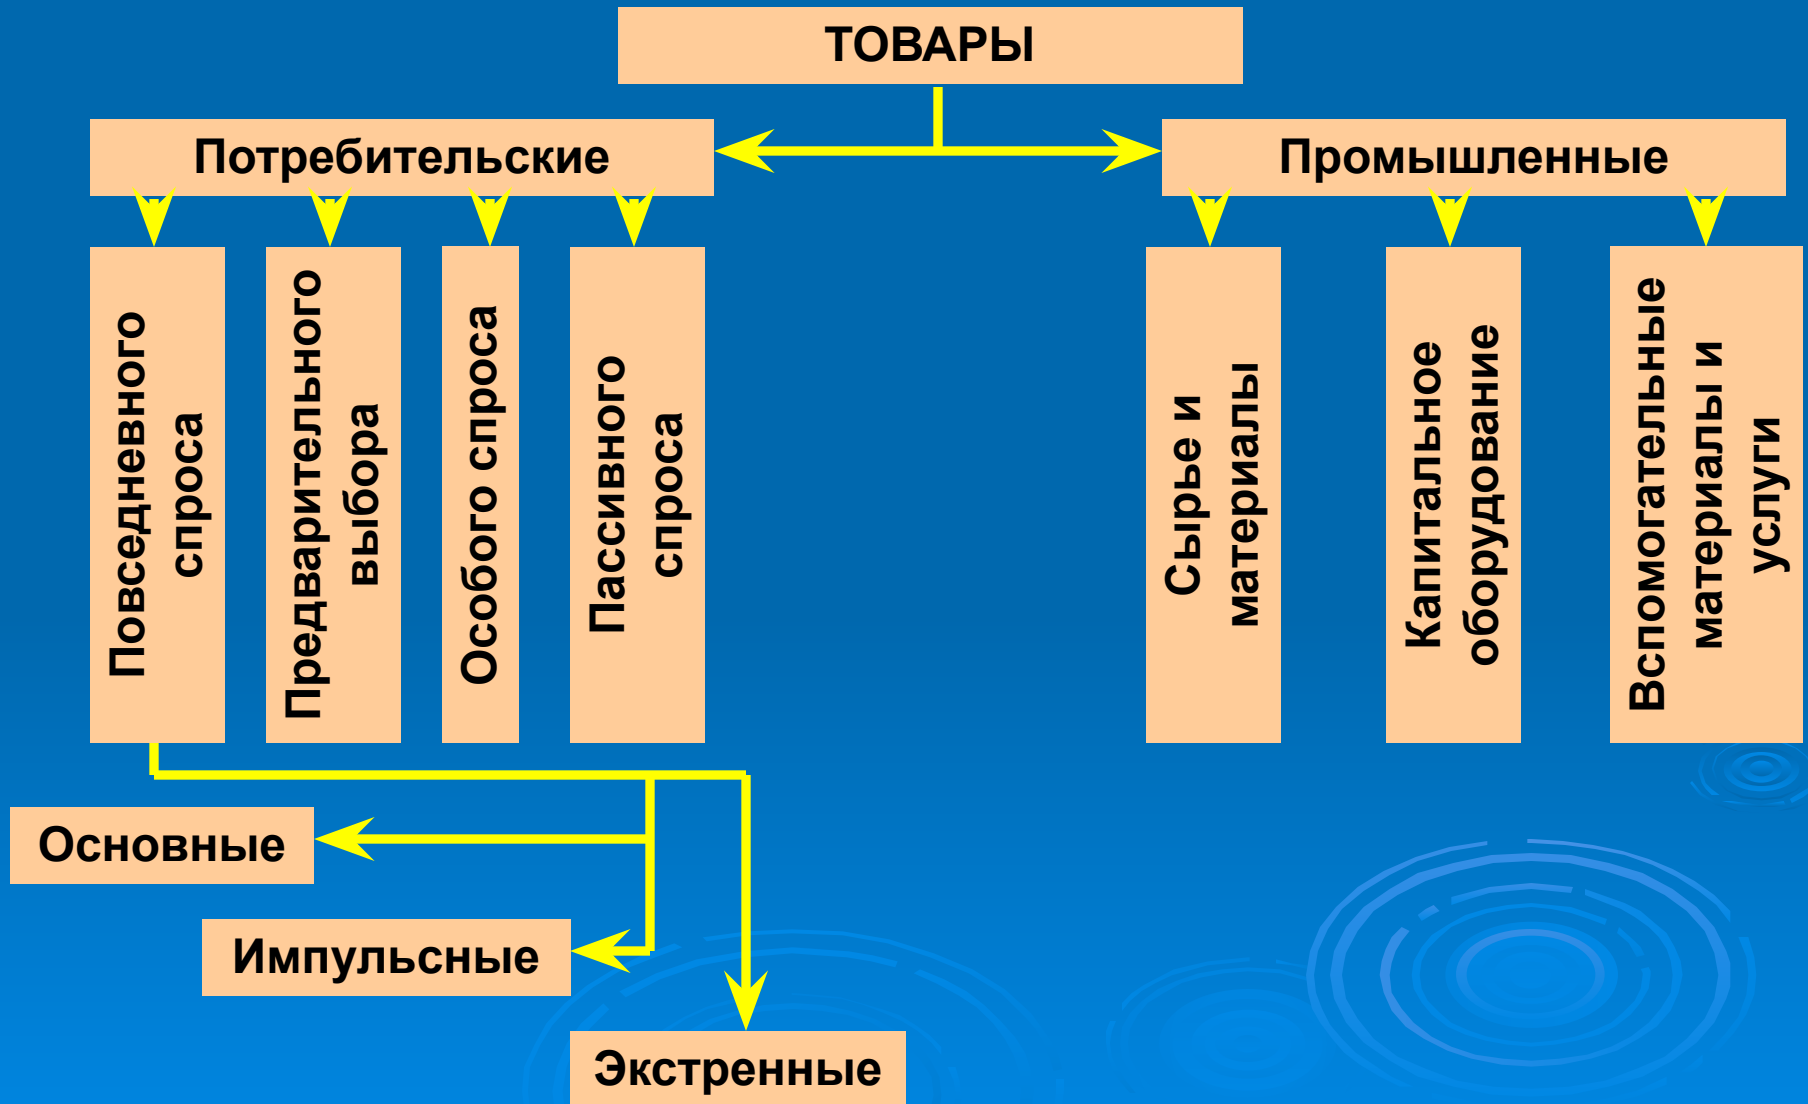 ТОВАРЫ
Потребительские
Промышленные
Повседневного
спроса
Предварительного
выбора
Особого спроса
Пассивного
спроса
Сырье и
материалы
Капитальное
оборудование
Вспомогательные
материалы и
услуги
Основные
Импульсные
Экстренные